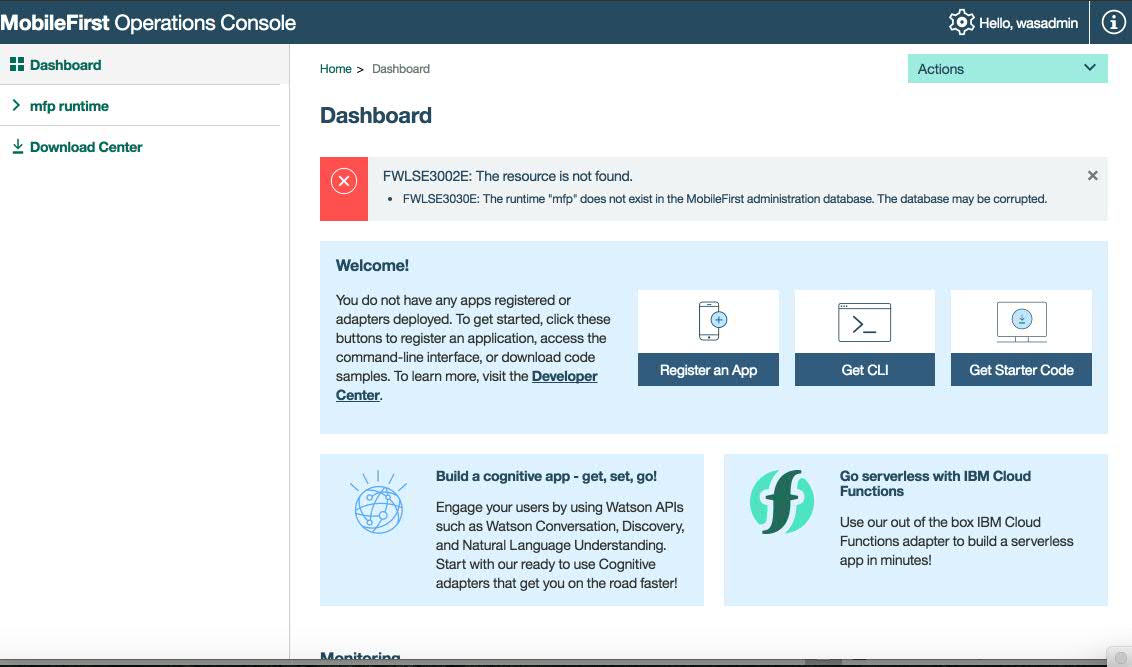 MobileFirst Operations Console
Hello, wasadmin
Dashboard
mfp runtime
Download Center
Home > Dashboard
Actions
Dashboard
FWLSE3002E: The resource is not found.
• FWLSE3030E: The runtime "mfp" does not exist in the MobileFirst administration database. The database may be corrupted.
Welcome!
You do not have any apps registered or
adapters deployed. To get started, click these
buttons to register an application, access the
command-line interface, or download code
samples. To learn more, visit the Developer
Center.
Register an App
Get CLI
Get Starter Code
Build a cognitive app - get, set, go!
Engage your users by using Watson APIs
such as Watson Conversation, Discovery,
and Natural Language Understanding.
Start with our ready to use Cognitive
adapters that get you on the road faster!
Go serverless with IBM Cloud
Functions
Use our out of the box IBM Cloud
Functions adapter to build a serverless
app in minutes!
Monitoring